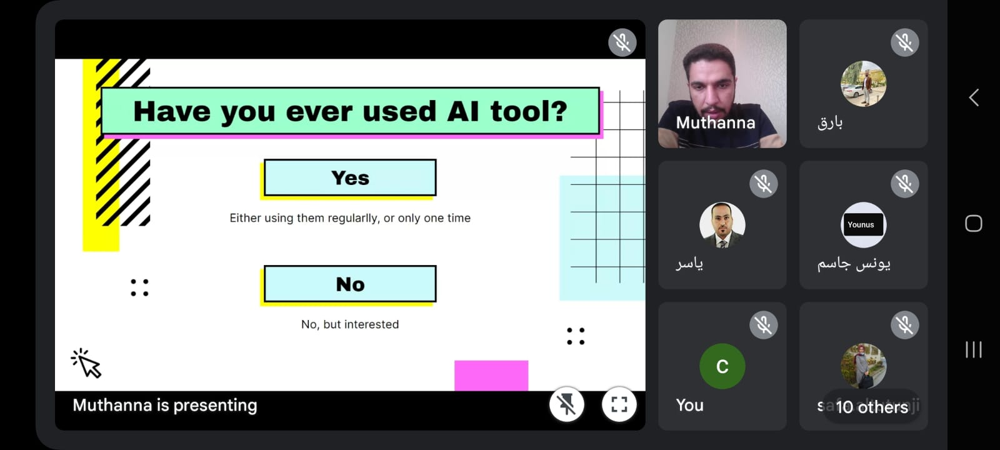 Have you ever used AI tool?
Yes
Either using them regularlly, or only one time
No
No, but interested
Muthanna is presenting
Muthanna
بارق
ياسر
Younus
يونس جاسم
C
You
10 others